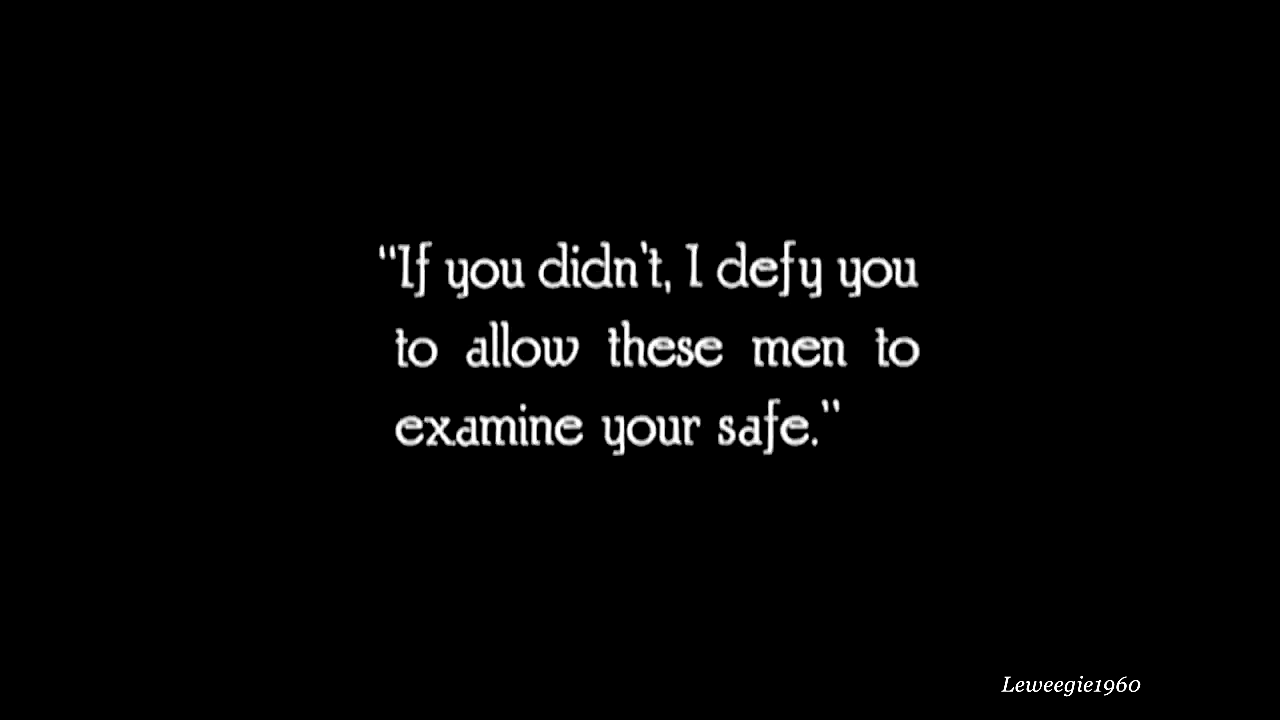 "If you didn't, I defy you
to allow these men to
examine your safe."
Leweegie1960